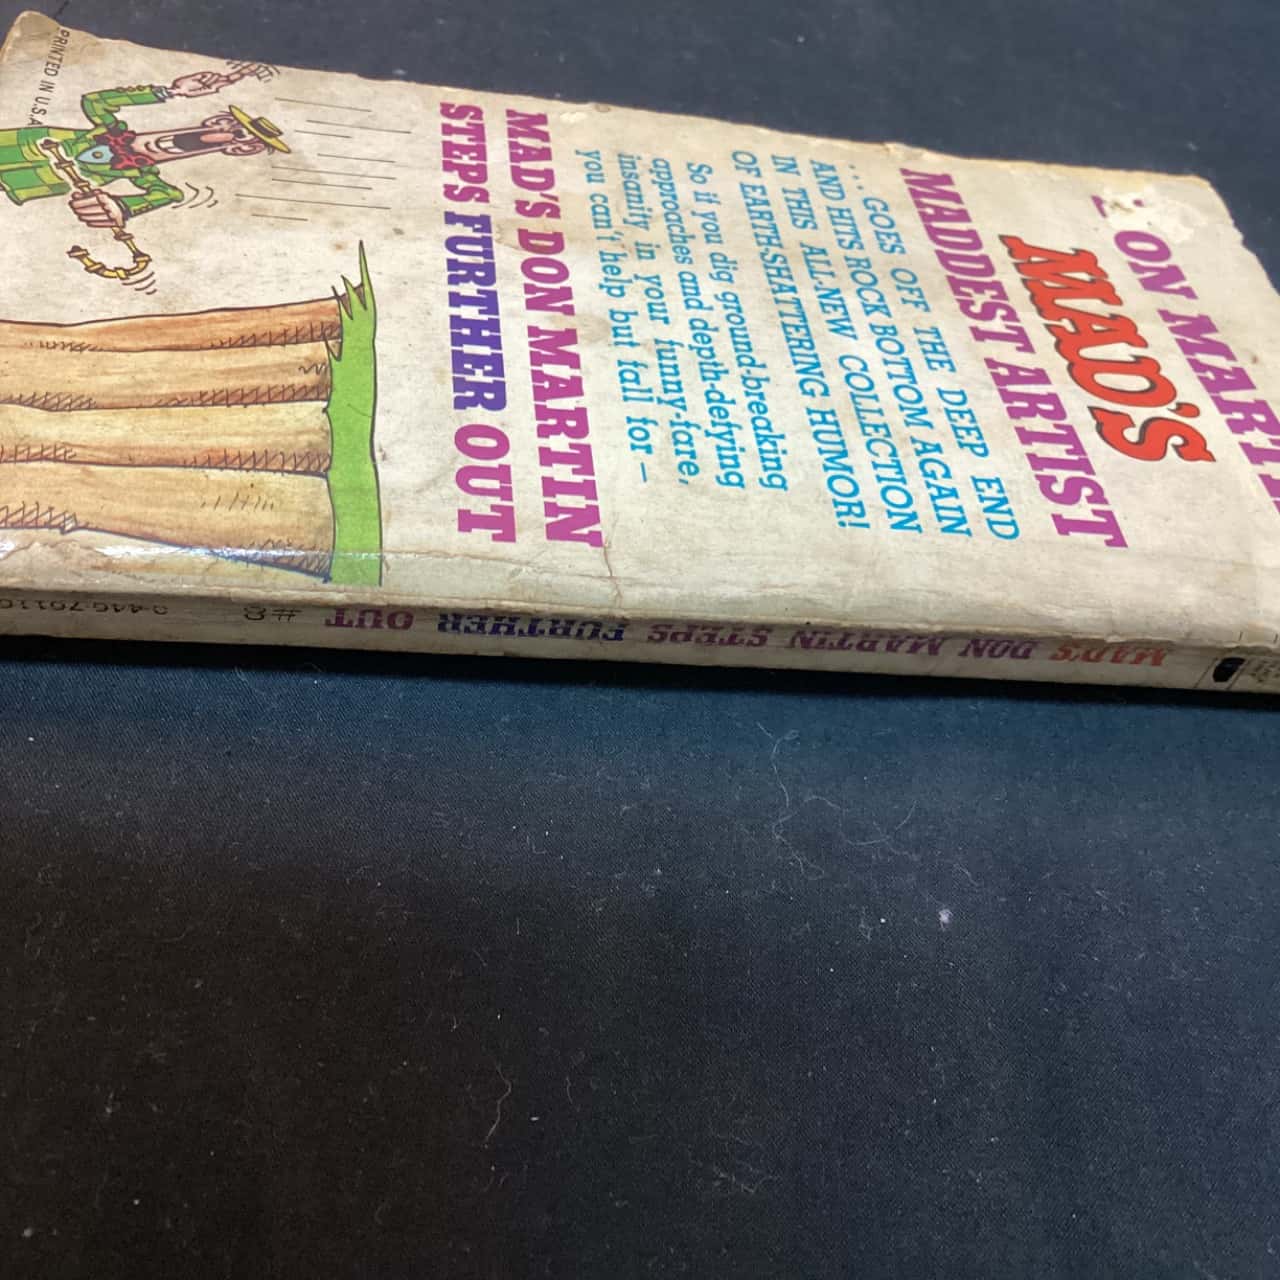 ON MARTI
MAD'S
MADDEST ARTIST
. . . GOES OFF THE DEEP END
AND HITS ROCK BOTTOM AGAIN
IN THIS ALL-NEW COLLECTION
OF EARTH-SHATTERING HUMOR!
So if you dig ground-breaking
approaches and depth-defying
insanity in your funny-fare,
you can't help but fall for —
MAD'S DON MARTIN
STEPS FURTHER OUT
PRINTED IN U.S.A
MAD'S DON MARTIN STEPS FURTHER OUT #8